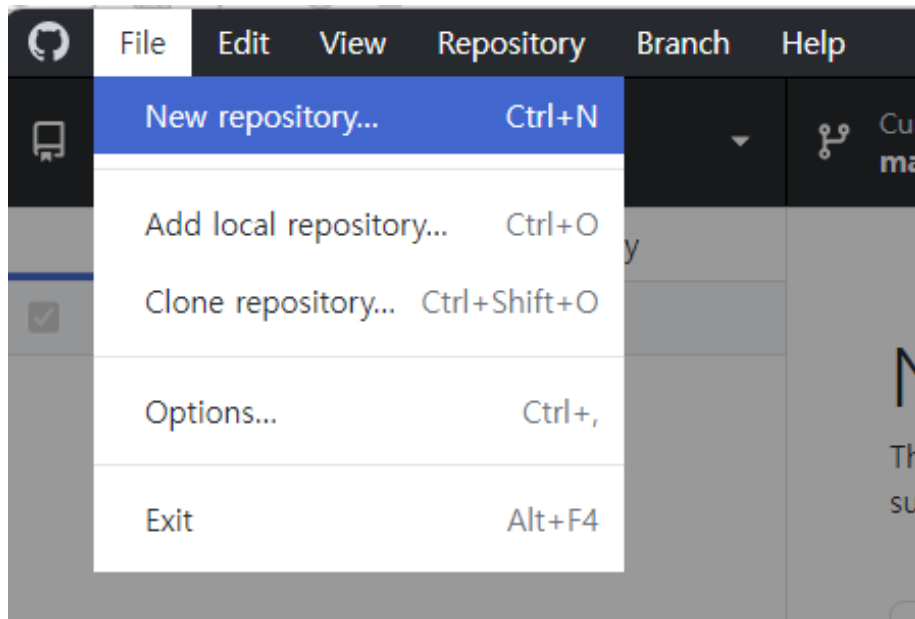 File Edit View Repository Branch Help
New repository... Ctrl+N
Add local repository... Ctrl+O
Clone repository... Ctrl+Shift+O
Options... Ctrl+,
Exit Alt+F4